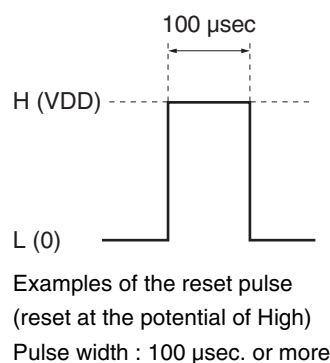 100 µsec
H (VDD)
L (0)
Examples of the reset pulse
(reset at the potential of High)
Pulse width : 100 µsec. or more